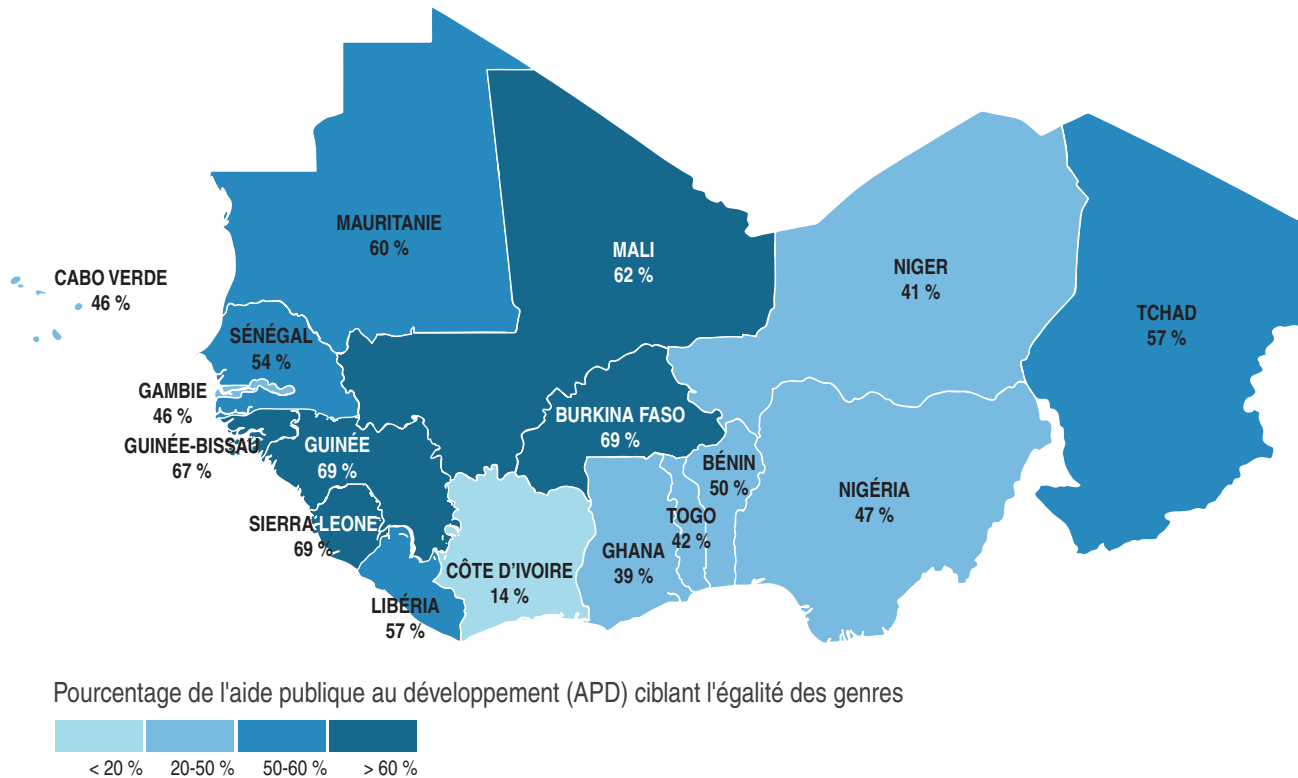 MAURITANIE
60 %
MALI
62 %
NIGER
41 %
TCHAD
57 %
CABO VERDE
46 %
SÉNÉGAL
54 %
GAMBIE
46 %
GUINÉE-BISSAU
67 %
GUINÉE
69 %
BURKINA FASO
69 %
BÉNIN
50 %
NIGÉRIA
47 %
SIERRA-LEONE
69 %
TOGO
42 %
GHANA
39 %
CÔTE D'IVOIRE
14 %
LIBÉRIA
57 %
Pourcentage de l'aide publique au développement (APD) ciblant l'égalité des genres
< 20 % 20-50 % 50-60 % > 60 %